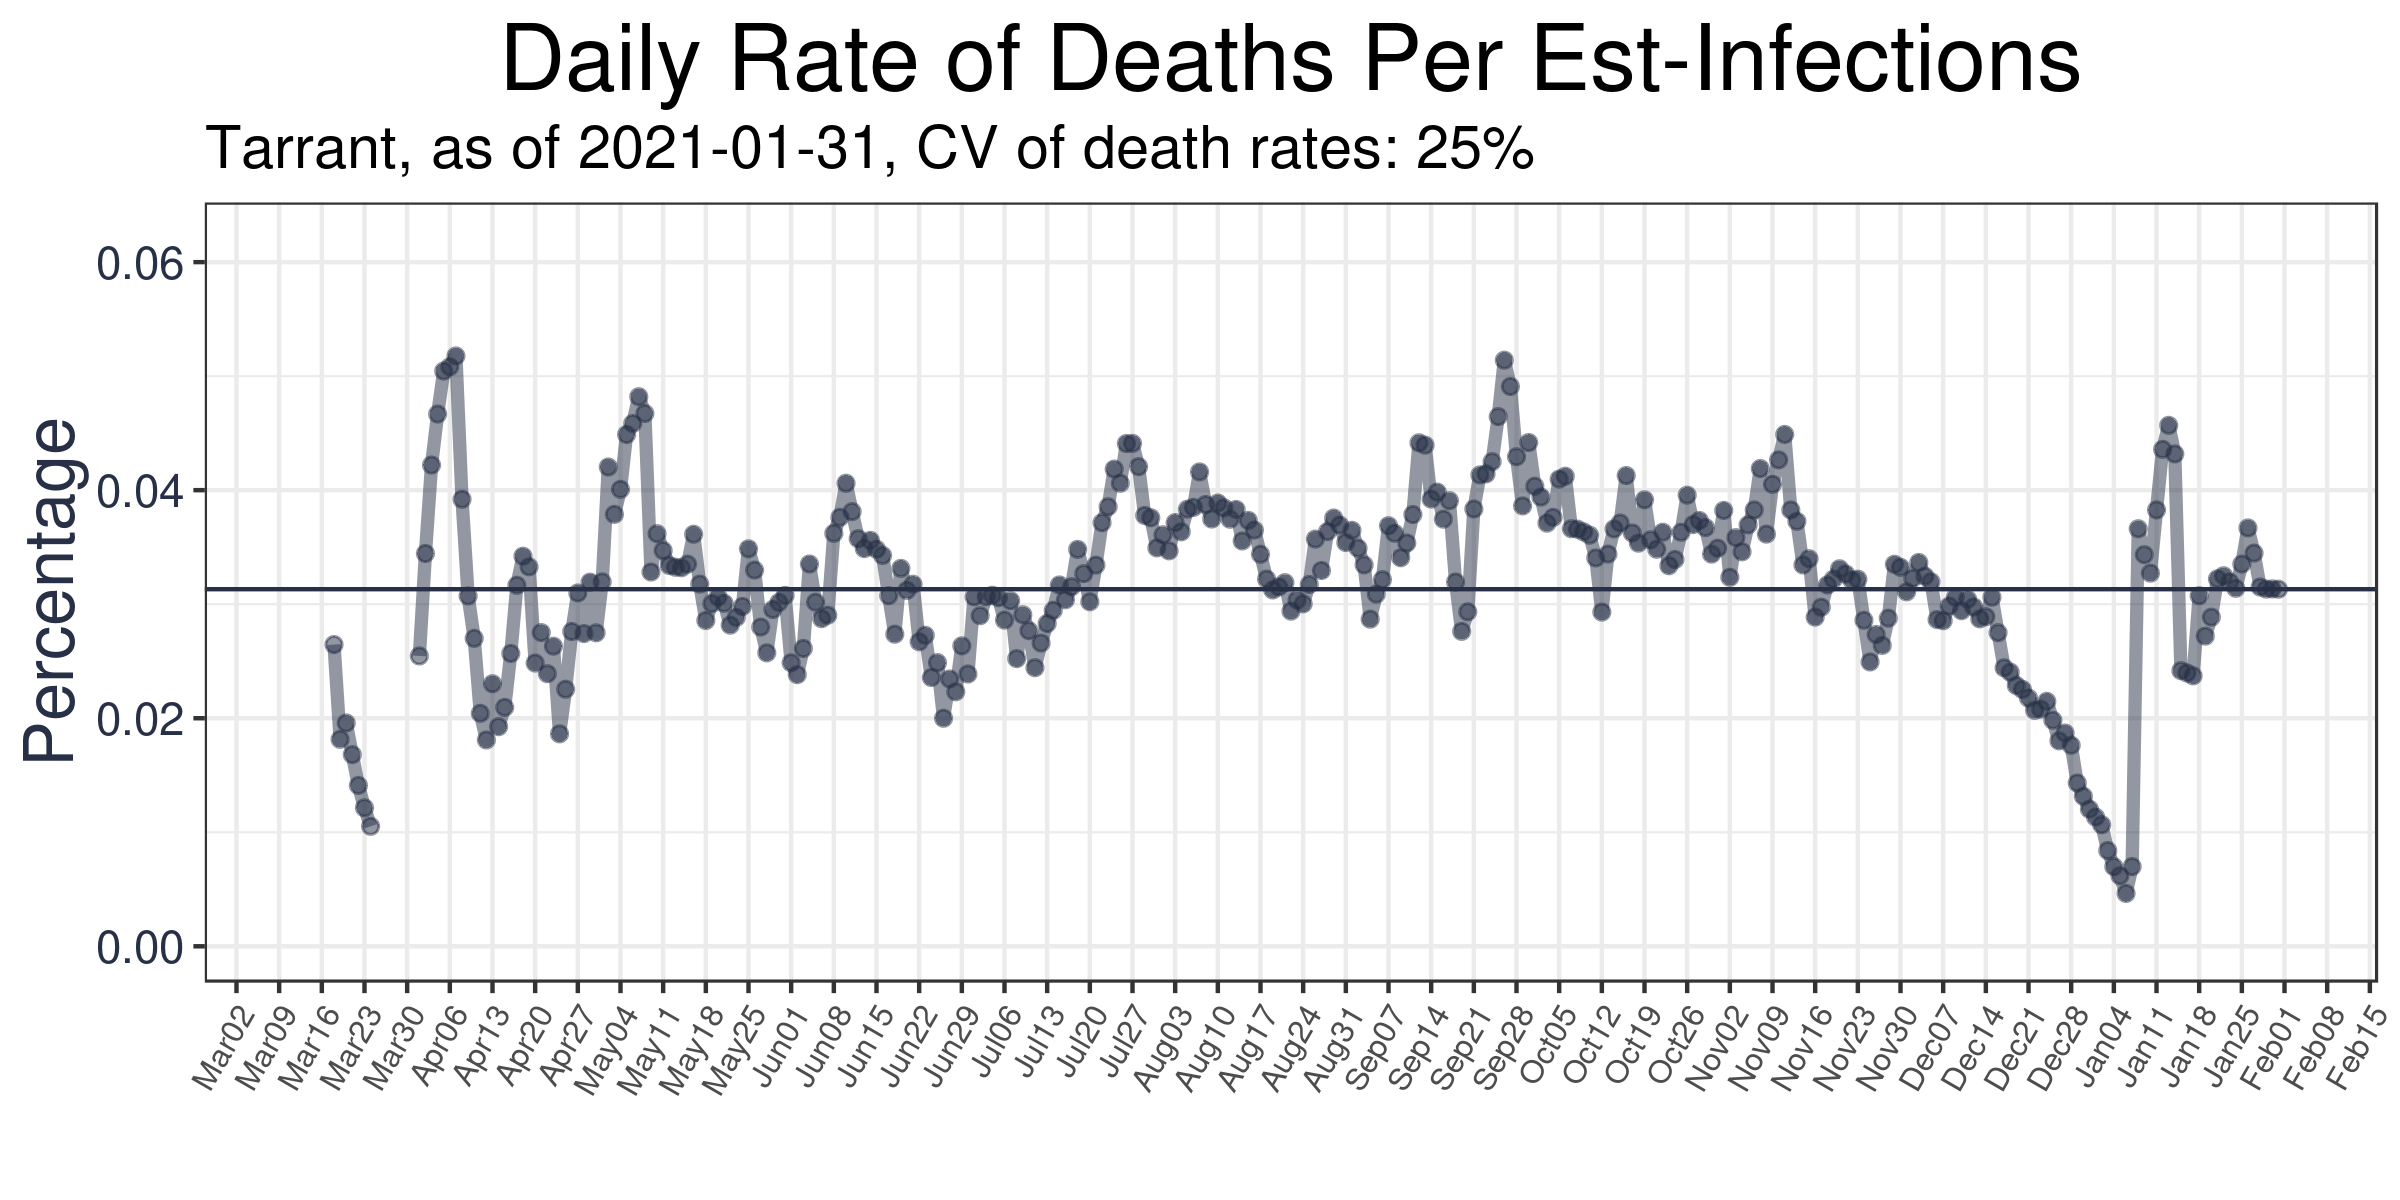 Daily Rate of Deaths Per Est-Infections
Tarrant, as of 2021-01-31, CV of death rates: 25%
Percentage
0.06
0.04
0.02
0.00
Mar02
Mar09
Mar16
Mar23
Mar30
Apr06
Apr13
Apr20
Apr27
May04
May11
May18
May25
Jun01
Jun08
Jun15
Jun22
Jun29
Jul06
Jul13
Jul20
Jul27
Aug03
Aug10
Aug17
Aug24
Aug31
Sep07
Sep14
Sep21
Sep28
Oct05
Oct12
Oct19
Oct26
Nov02
Nov09
Nov16
Nov23
Nov30
Dec07
Dec14
Dec21
Dec28
Jan04
Jan11
Jan18
Jan25
Feb01
Feb08
Feb15